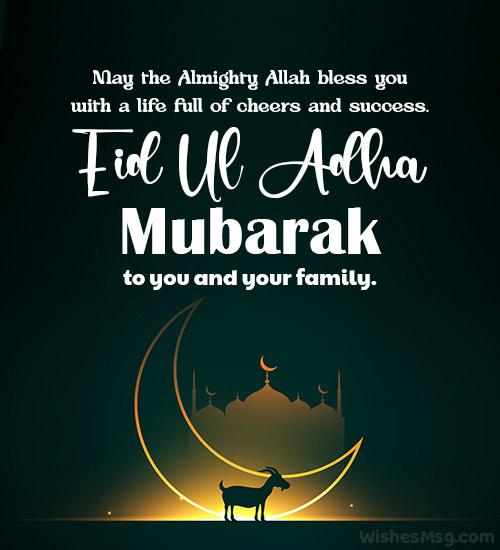 May the Almighty Allah bless you
with a life full of cheers and success.
Eid Ul Adha
Mubarak
to you and your family.
WishesMsg.com